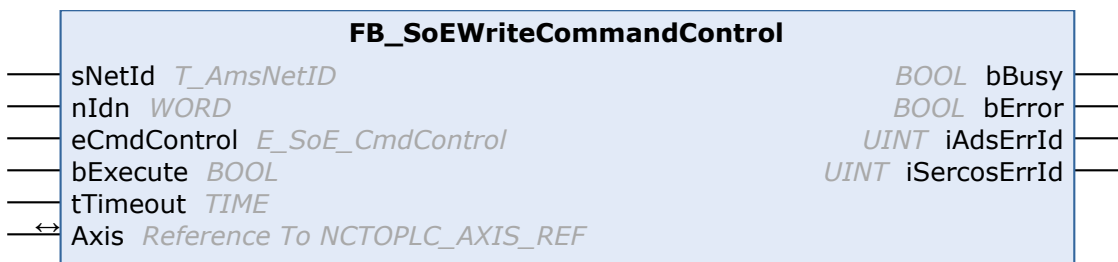 FB_SoEWriteCommandControl
sNetId T_AmsNetID BOOL bBusy
nIdn WORD BOOL bError
eCmdControl E_SoE_CmdControl UINT iAdsErrId
bExecute BOOL UINT iSercosErrId
tTimeout TIME
↔ Axis Reference To NCTOPLC_AXIS_REF